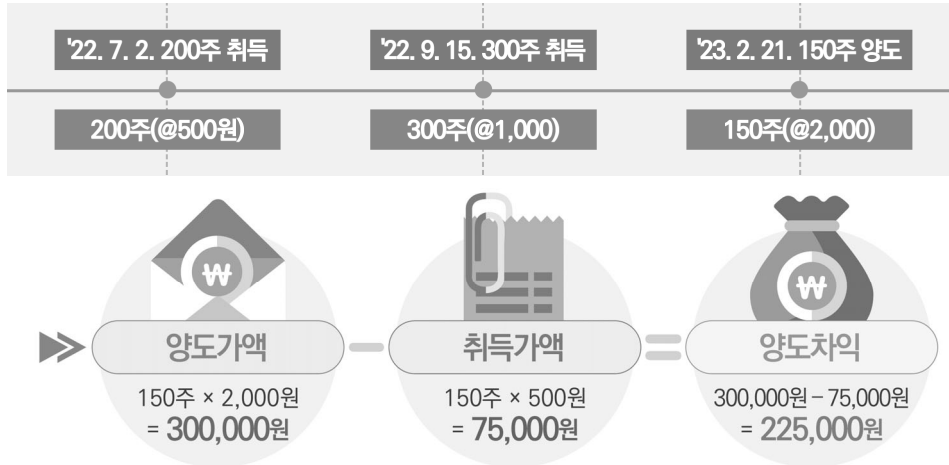 '22. 7. 2. 200주 취득
'22. 9. 15. 300주 취득
'23. 2. 21. 150주 양도
200주(@500원)
300주(@1,000)
150주(@2,000)
₩
₩
양도가액
취득가액
양도차익
150주 × 2,000원
= 300,000원
150주 × 500원
= 75,000원
300,000원 – 75,000원
= 225,000원